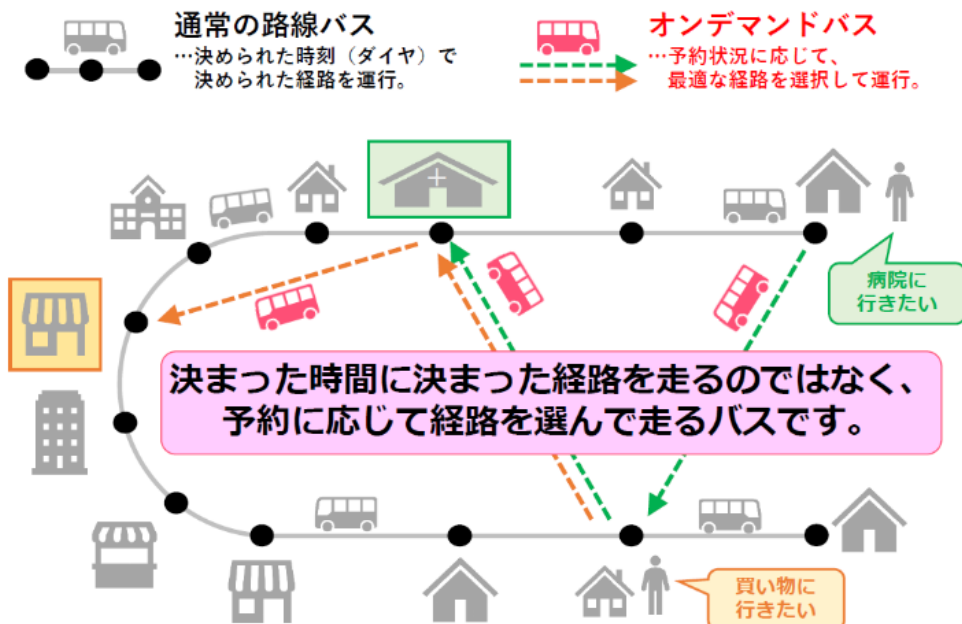 通常の路線バス
…決められた時刻（ダイヤ）で
決められた経路を運行。
オンデマンドバス
…予約状況に応じて、
最適な経路を選択して運行。
病院に
行きたい
決まった時間に決まった経路を走るのではなく、
予約に応じて経路を選んで走るバスです。
買い物に
行きたい